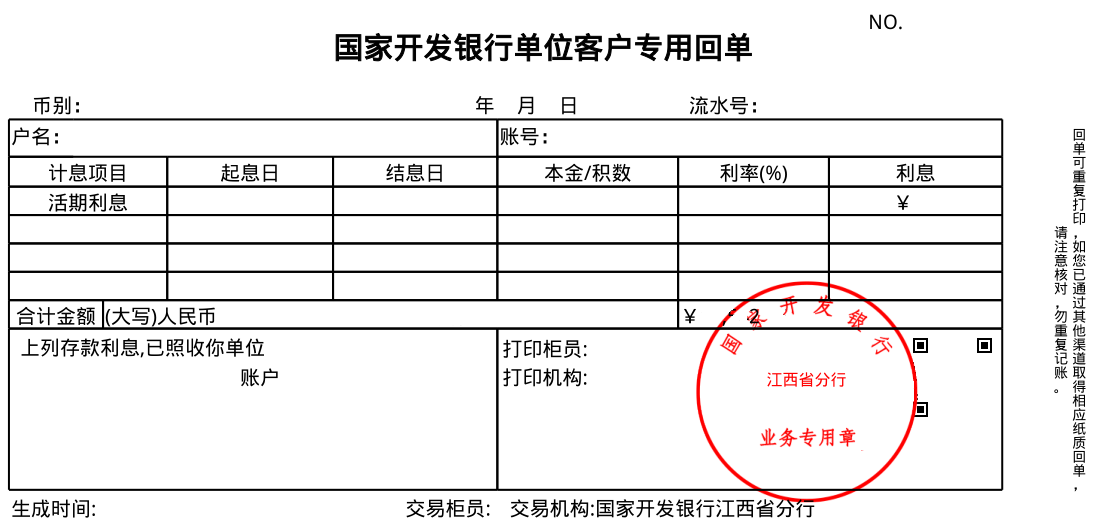 NO.
国家开发银行单位客户专用回单
币别: 年 月 日 流水号:
户名: 账号:
计息项目 起息日 结息日 本金/积数 利率(%) 利息
活期利息 ¥
合计金额 (大写)人民币 ¥
上列存款利息,已照收你单位
账户
打印柜员:
打印机构:
国家开发银行
江西省分行
业务专用章
生成时间: 交易柜员: 交易机构:国家开发银行江西省分行
回单可重复打印,如您已通过其他渠道取得相应纸质回单,
请注意核对,勿重复记账。